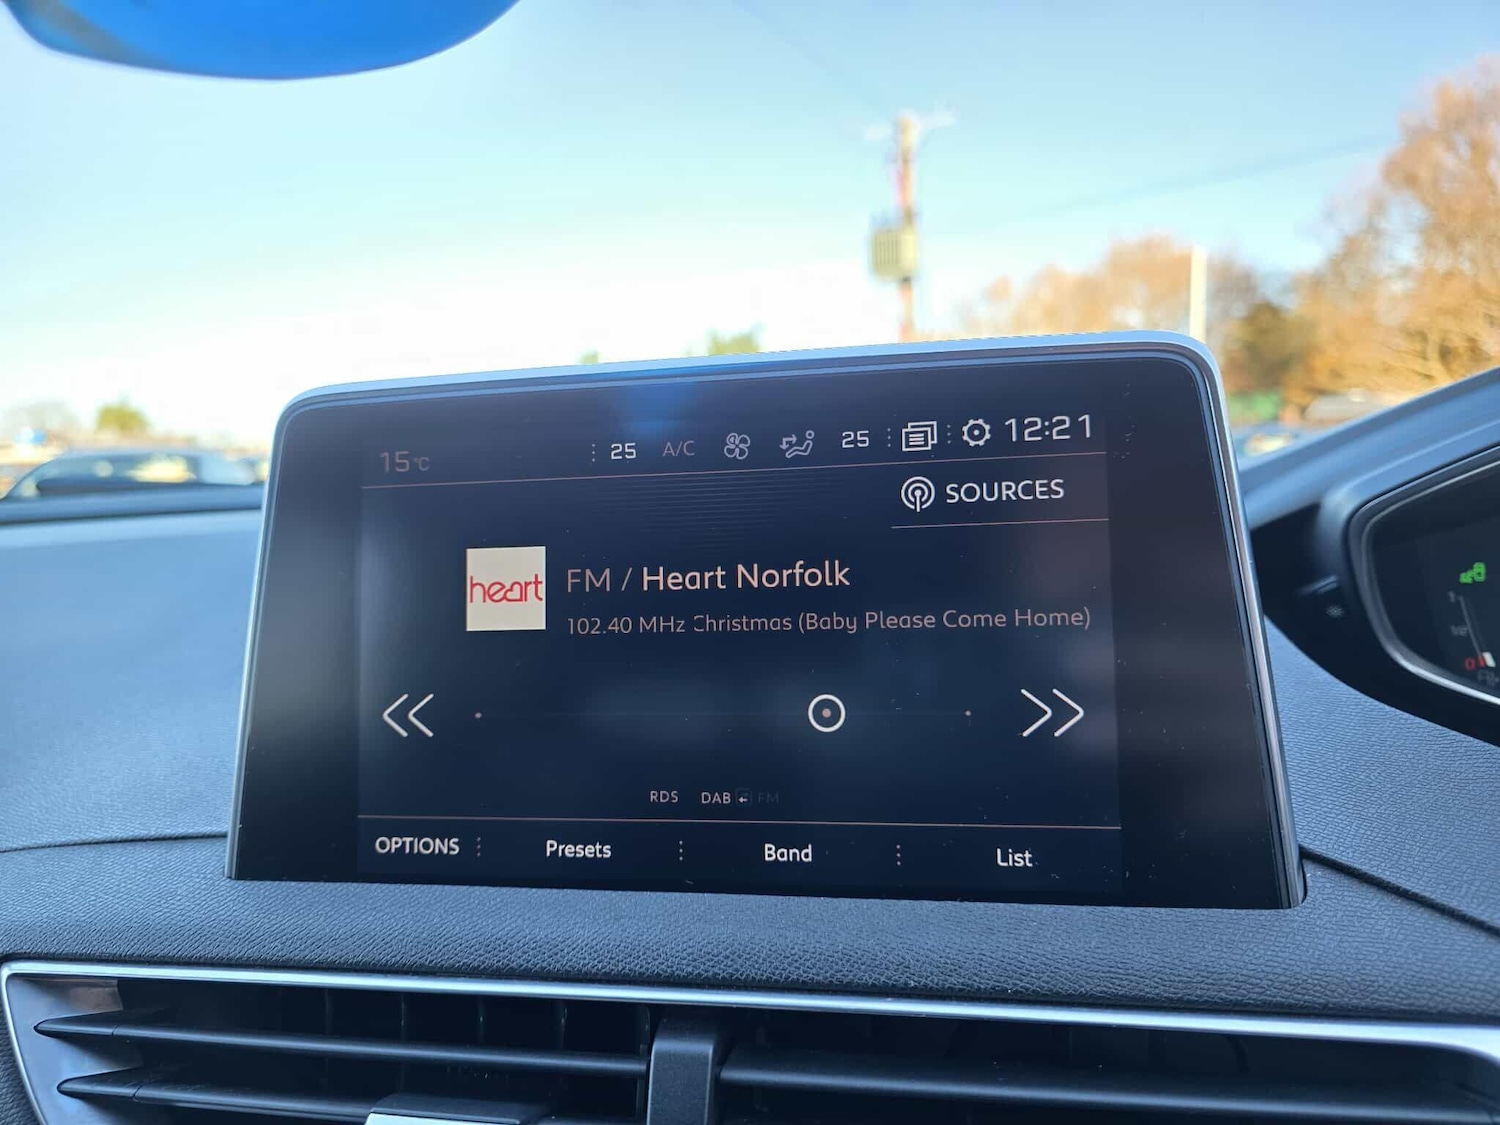 15°C 25 A/C 25 12:21
SOURCES
heart
FM / Heart Norfolk
102.40 MHz Christmas (Baby Please Come Home)
RDS DAB FM
OPTIONS Presets Band List